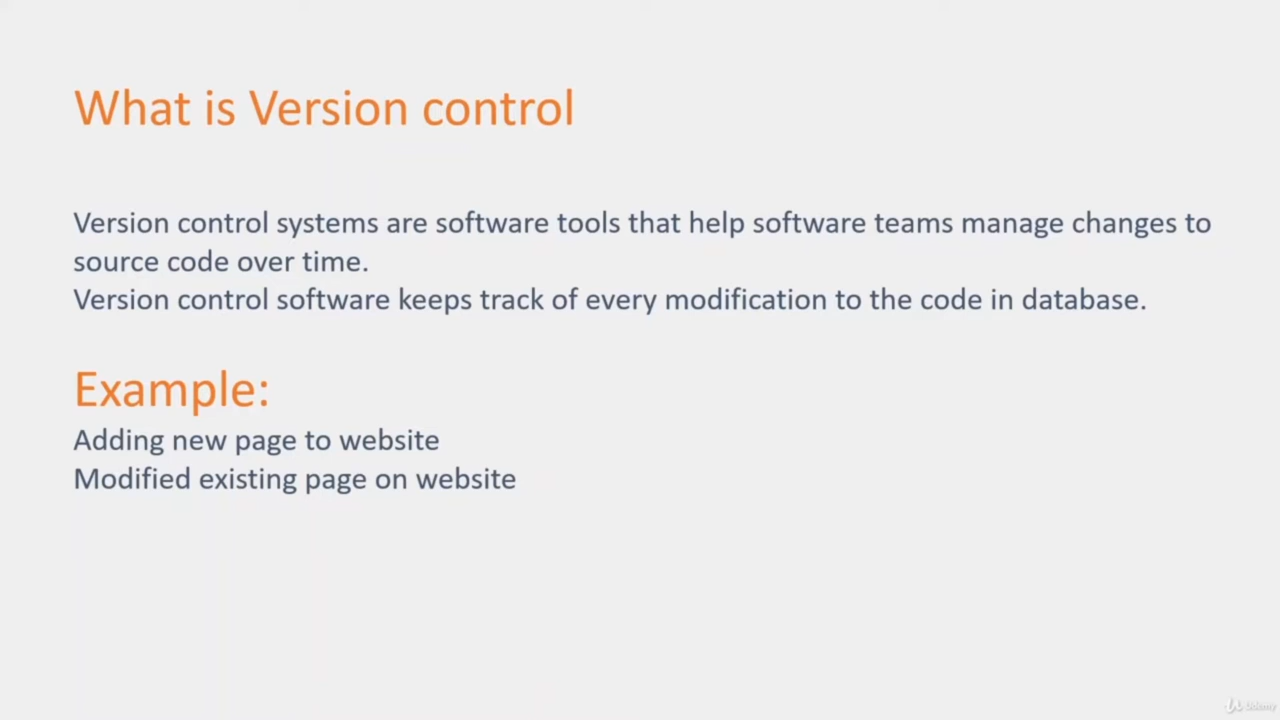 What is Version control
Version control systems are software tools that help software teams manage changes to
source code over time.
Version control software keeps track of every modification to the code in database.
Example:
Adding new page to website
Modified existing page on website
Udemy